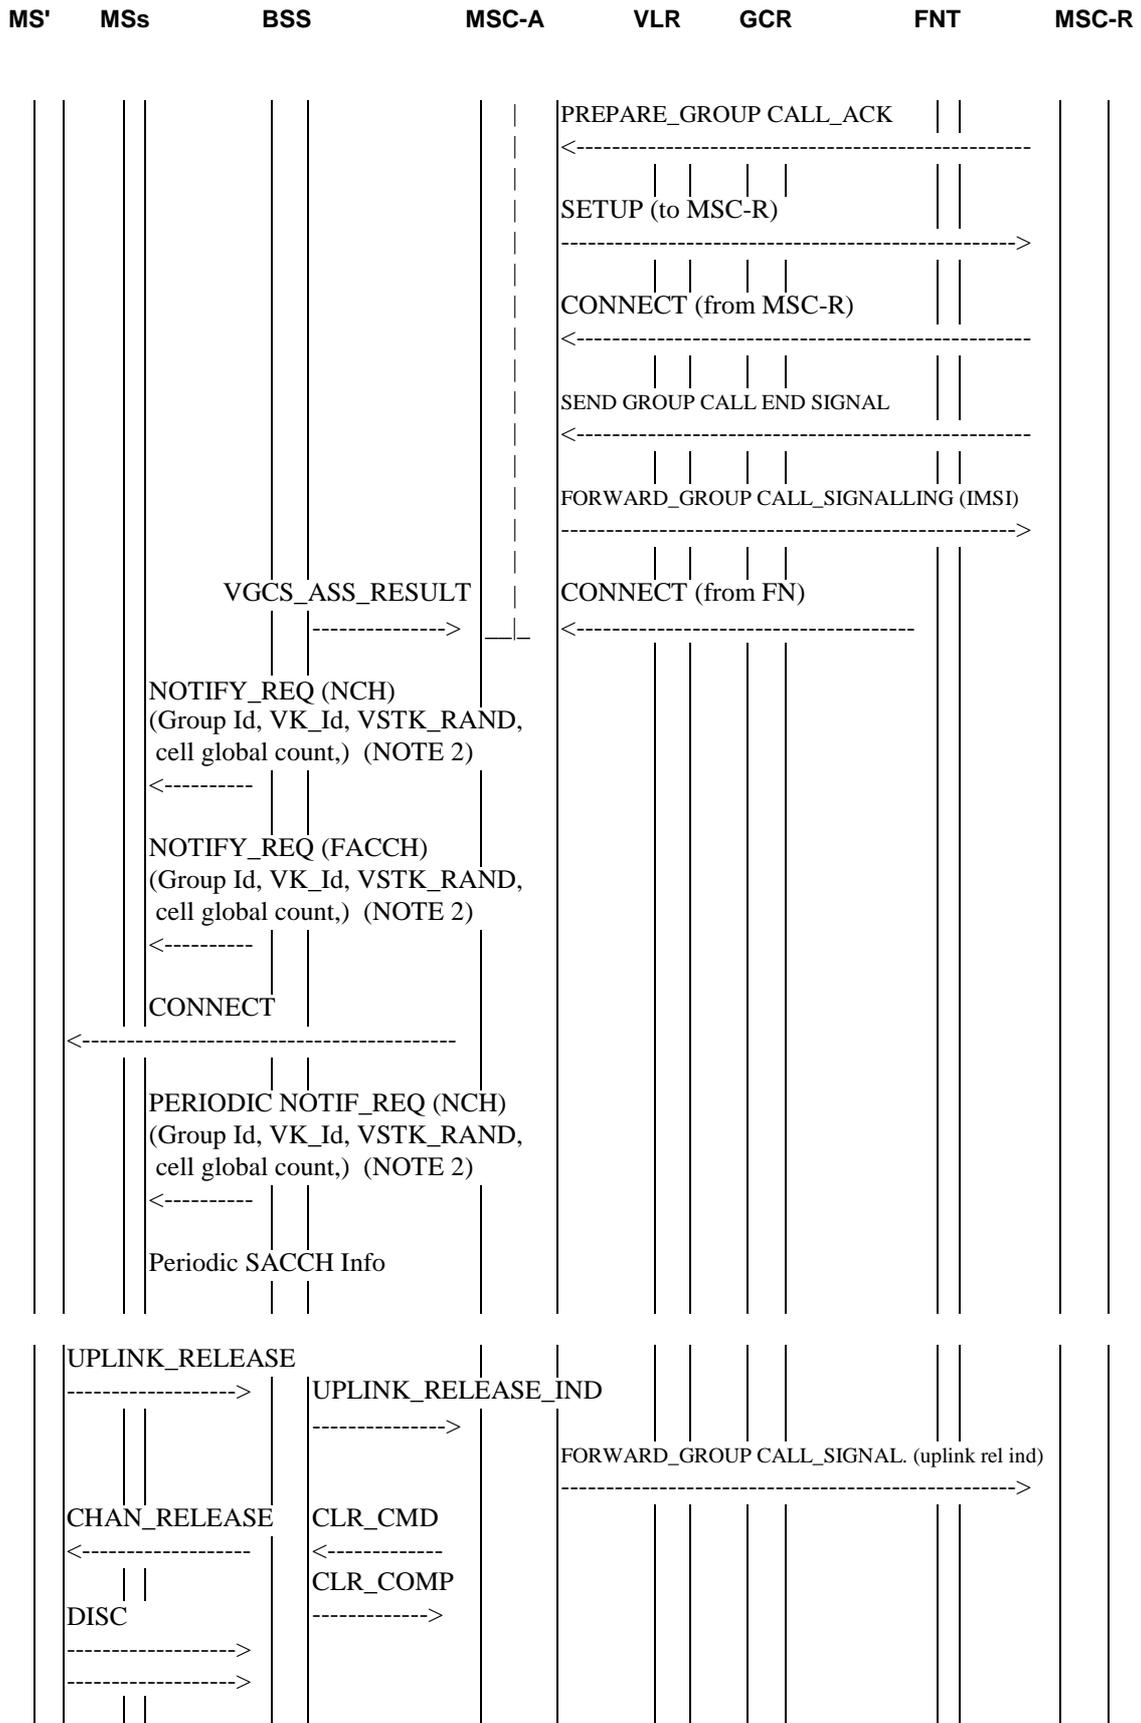 MS' MSs BSS MSC-A VLR GCR FNT MSC-R
PREPARE_GROUP CALL_ACK
SETUP (to MSC-R)
CONNECT (from MSC-R)
SEND GROUP CALL END SIGNAL
FORWARD_GROUP CALL_SIGNALLING (IMSI)
VGCS_ASS_RESULT CONNECT (from FN)
NOTIFY_REQ (NCH)
(Group Id, VK_Id, VSTK_RAND,
cell global count,) (NOTE 2)
NOTIFY_REQ (FACCH)
(Group Id, VK_Id, VSTK_RAND,
cell global count,) (NOTE 2)
CONNECT
PERIODIC NOTIF_REQ (NCH)
(Group Id, VK_Id, VSTK_RAND,
cell global count,) (NOTE 2)
Periodic SACCH Info
UPLINK_RELEASE
UPLINK_RELEASE_IND
FORWARD_GROUP CALL_SIGNAL. (uplink rel ind)
CHAN_RELEASE CLR_CMD
CLR_COMP
DISC